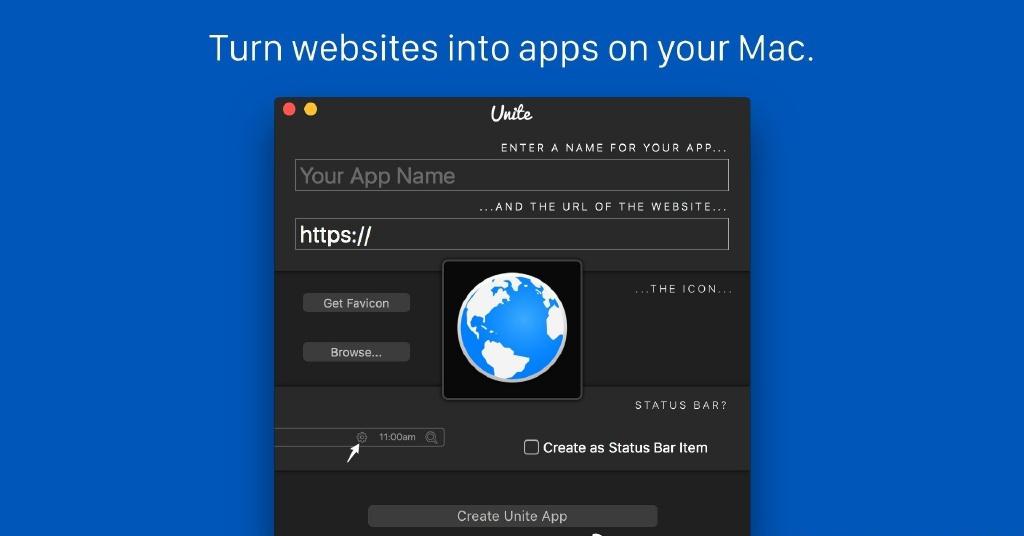 Turn websites into apps on your Mac.
Unite
ENTER A NAME FOR YOUR APP...
Your App Name
...AND THE URL OF THE WEBSITE...
https://
...THE ICON...
Get Favicon
Browse...
STATUS BAR?
11:00am
Create as Status Bar Item
Create Unite App